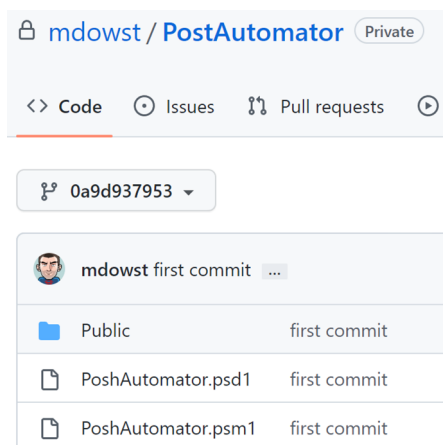 mdowst / PostAutomator Private
<> Code Issues Pull requests
0a9d937953
mdowst first commit ...
Public first commit
PoshAutomator.psd1 first commit
PoshAutomator.psm1 first commit